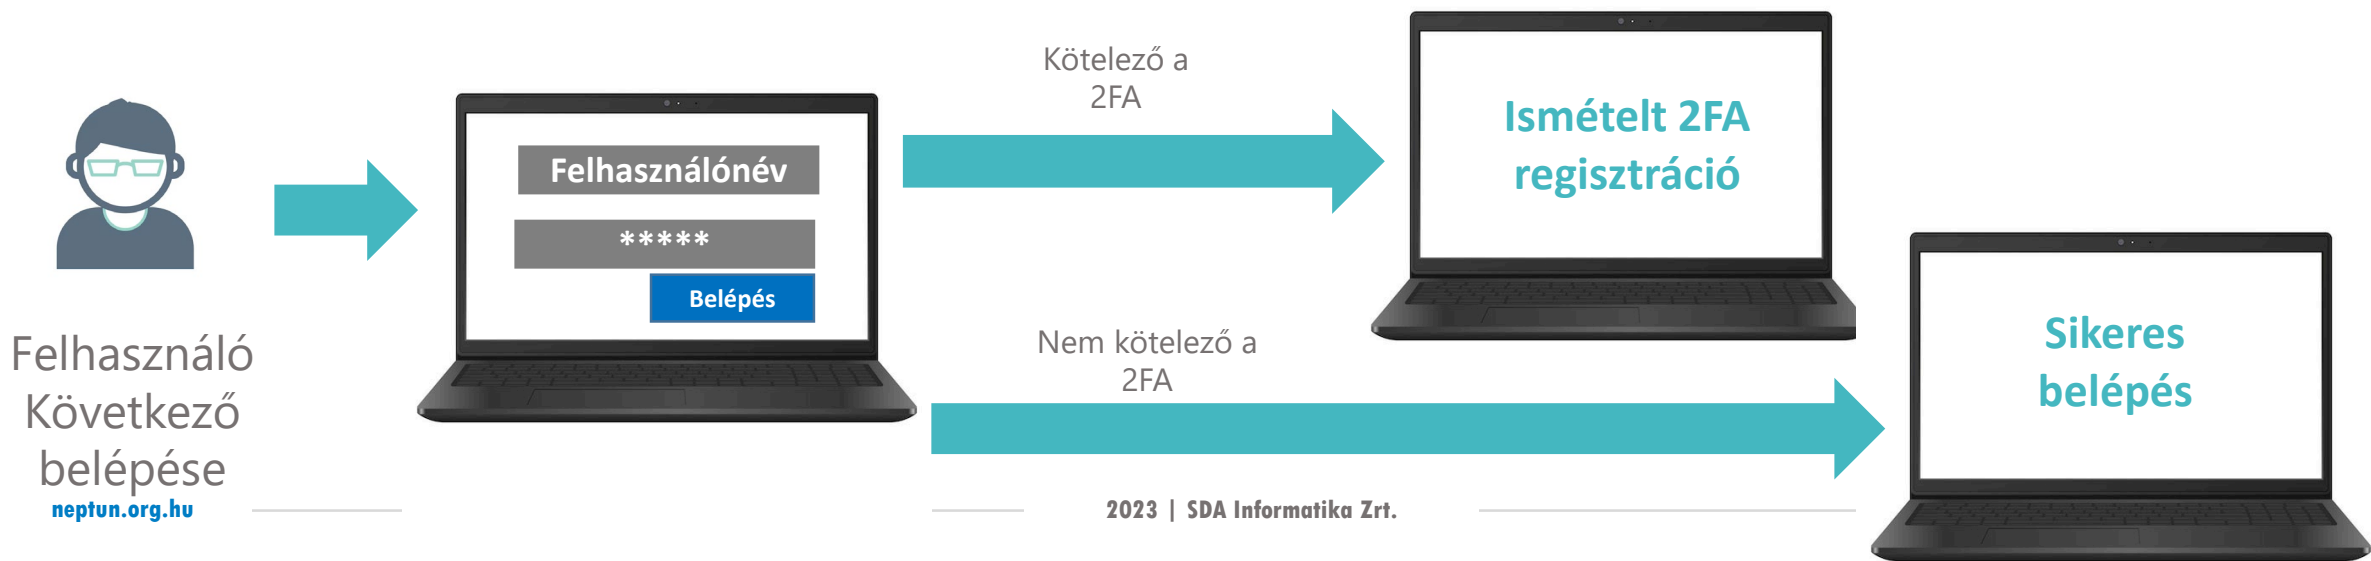 Felhasználó
Következő
belépése
Felhasználónév
*****
Belépés
Kötelező a
2FA
Ismételt 2FA
regisztráció
Nem kötelező a
2FA
Sikeres
belépés
neptun.org.hu
2023 | SDA Informatika Zrt.